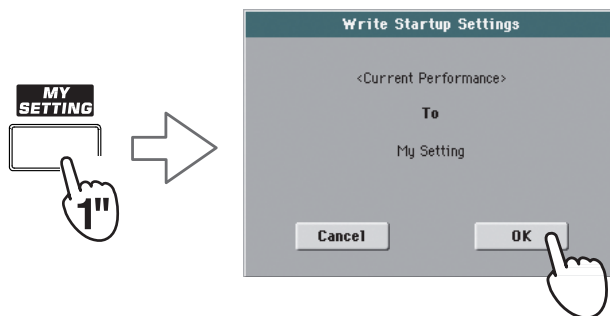 MY
SETTING
1"
Write Startup Settings
<Current Performance>
To
My Setting
Cancel
OK